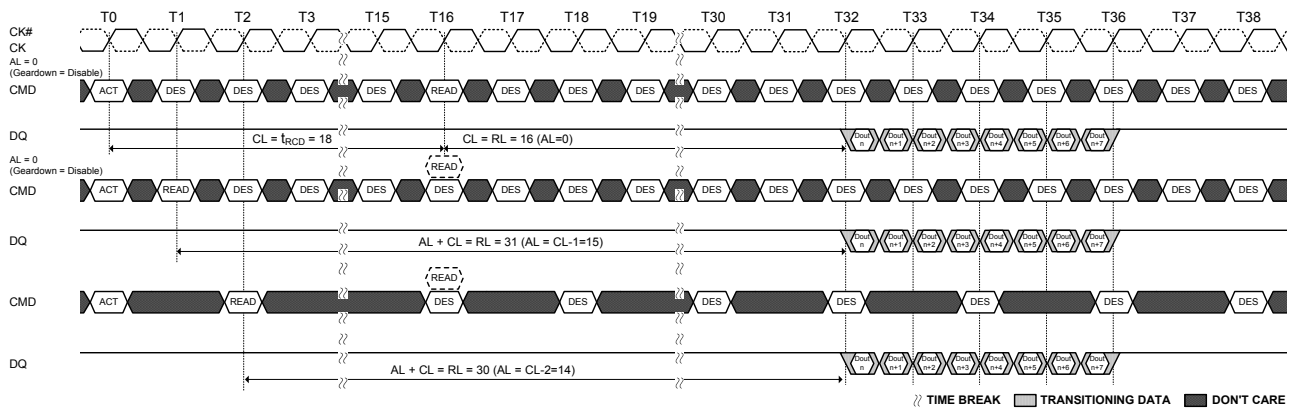 T0 T1 T2 T3 T15 T16 T17 T18 T19 T30 T31 T32 T33 T34 T35 T36 T37 T38
CK#
CK
AL = 0
(Geardown = Disable)
CMD ACT DES DES DES DES READ DES DES DES DES DES DES DES DES DES DES DES DES
DQ
Dout n Dout n+1 Dout n+2 Dout n+3 Dout n+4 Dout n+5 Dout n+6 Dout n+7
CL = tRCD = 18 CL = RL = 16 (AL=0)
AL = 0
(Geardown = Disable)
READ
CMD ACT READ DES DES DES DES DES DES DES DES DES DES DES DES DES DES DES DES
DQ
Dout n Dout n+1 Dout n+2 Dout n+3 Dout n+4 Dout n+5 Dout n+6 Dout n+7
AL + CL = RL = 31 (AL = CL-1=15)
READ
CMD ACT READ DES DES DES DES DES DES DES
DQ
Dout n Dout n+1 Dout n+2 Dout n+3 Dout n+4 Dout n+5 Dout n+6 Dout n+7
AL + CL = RL = 30 (AL = CL-2=14)
TIME BREAK TRANSITIONING DATA DON'T CARE